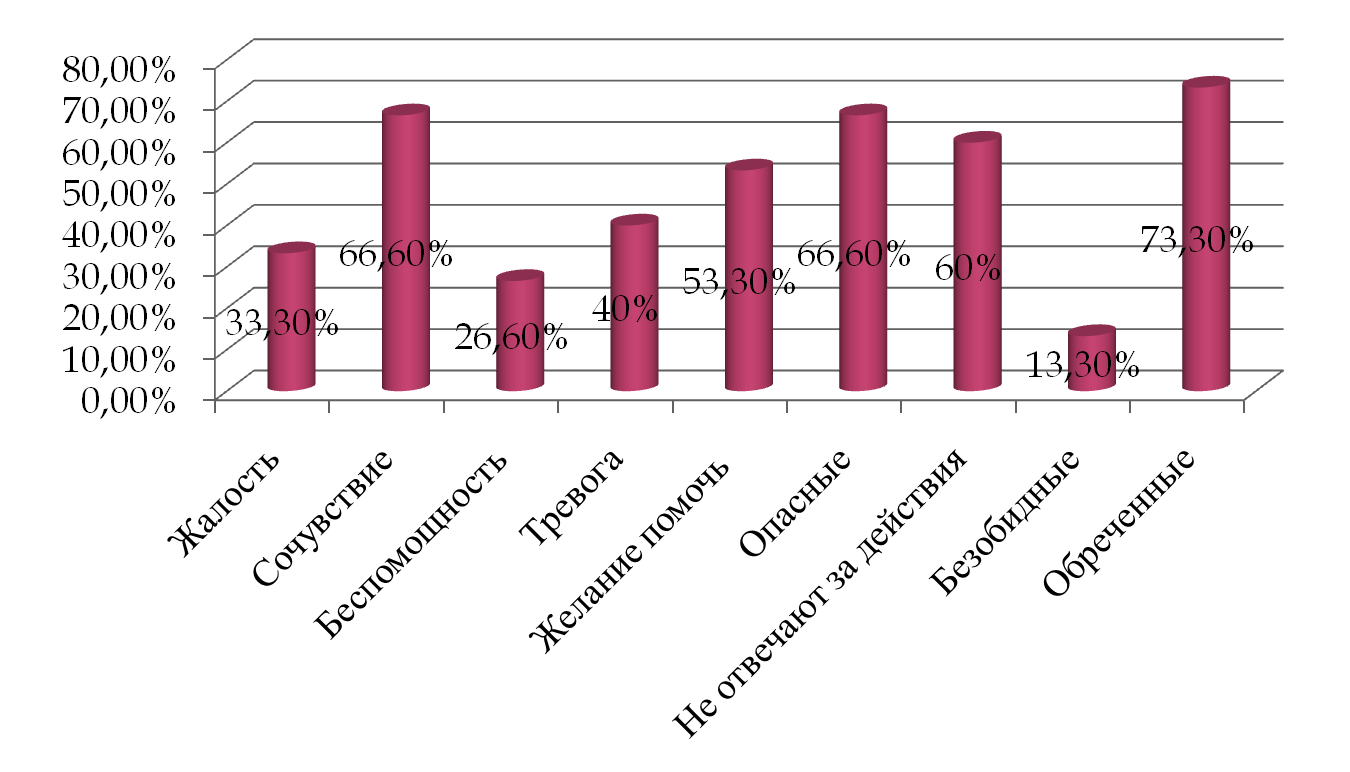 80,00%
70,00%
60,00%
50,00%
40,00%
30,00%
20,00%
10,00%
0,00%
33,30%
66,60%
26,60%
40%
53,30%
66,60%
60%
13,30%
73,30%
Жалость
Сочувствие
Беспомощность
Тревога
Желание помочь
Опасные
Не отвечают за действия
Безобидные
Обреченные